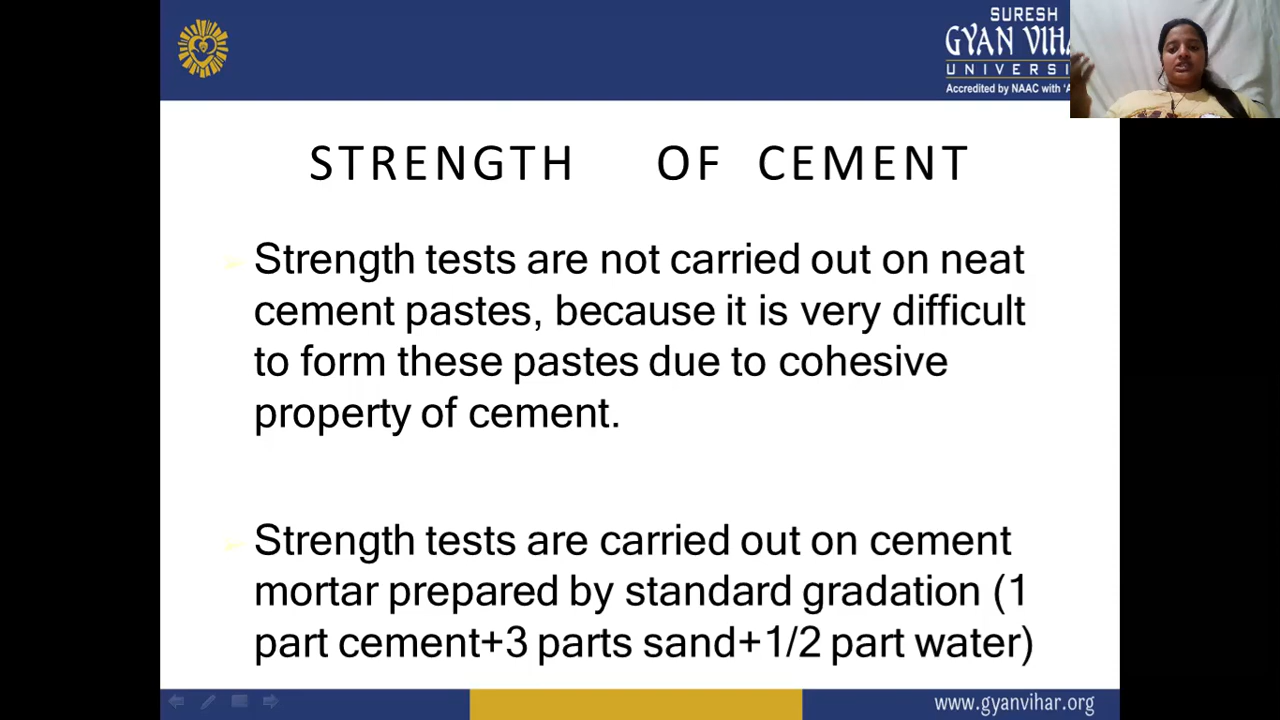 SURESH
GYAN VIHA
UNIVERSI
Accredited by NAAC with 'A
STRENGTH OF CEMENT
Strength tests are not carried out on neat
cement pastes, because it is very difficult
to form these pastes due to cohesive
property of cement.
Strength tests are carried out on cement
mortar prepared by standard gradation (1
part cement+3 parts sand+1/2 part water)
www.gyanvihar.org